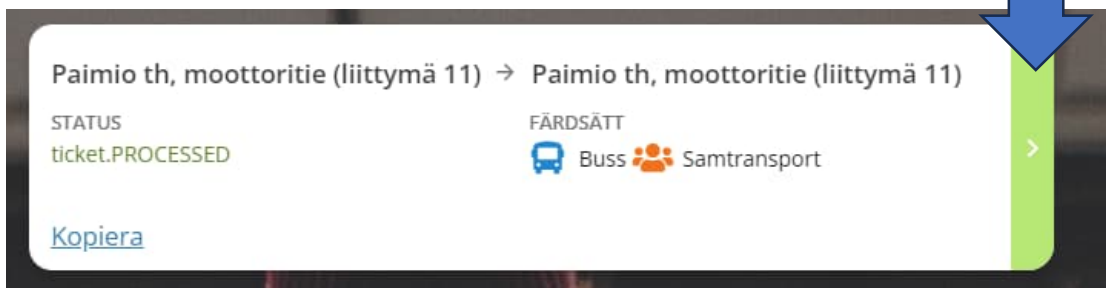 Paimio th, moottoritie (liittymä 11) → Paimio th, moottoritie (liittymä 11)
STATUS FÄRDSÄTT
ticket.PROCESSED Buss Samtransport
Kopiera